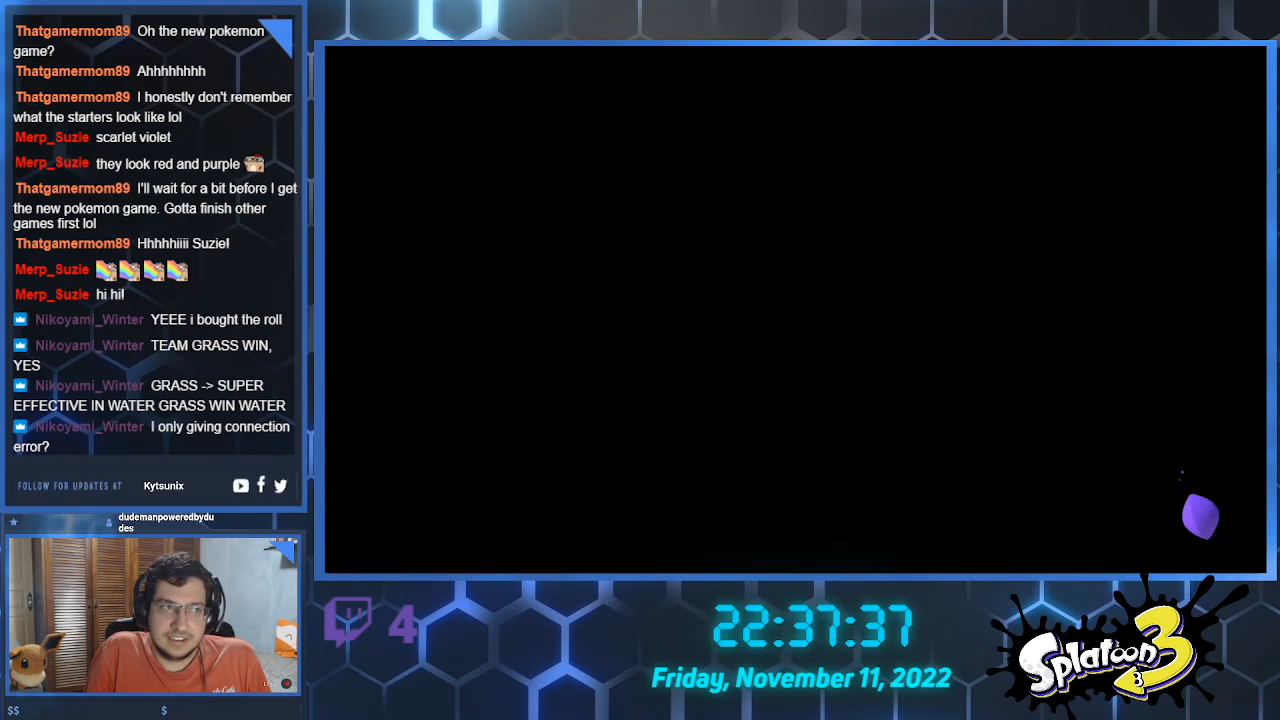 Thatgamermom89 Oh the new pokemon
game?
Thatgamermom89 Ahhhhhhhh
Thatgamermom89 I honestly don't remember
what the starters look like lol
Merp_Suzie scarlet violet
Merp_Suzie they look red and purple
Thatgamermom89 I'll wait for a bit before I get
the new pokemon game. Gotta finish other
games first lol
Thatgamermom89 Hhhhhiiii Suzie!
Merp_Suzie
Merp_Suzie hi hi!
Nikoyami_Winter YEEE i bought the roll
Nikoyami_Winter TEAM GRASS WIN,
YES
Nikoyami_Winter GRASS -> SUPER
EFFECTIVE IN WATER GRASS WIN WATER
Nikoyami_Winter I only giving connection
error?
FOLLOW FOR UPDATES AT Kytsunix
dudemanpoweredbydu
des
$$ $
4
22:37:37
Friday, November 11, 2022
Splatoon 3